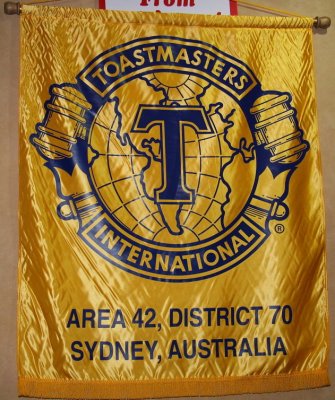 From
TOASTMASTERS
T
INTERNATIONAL
®
AREA 42, DISTRICT 70
SYDNEY, AUSTRALIA